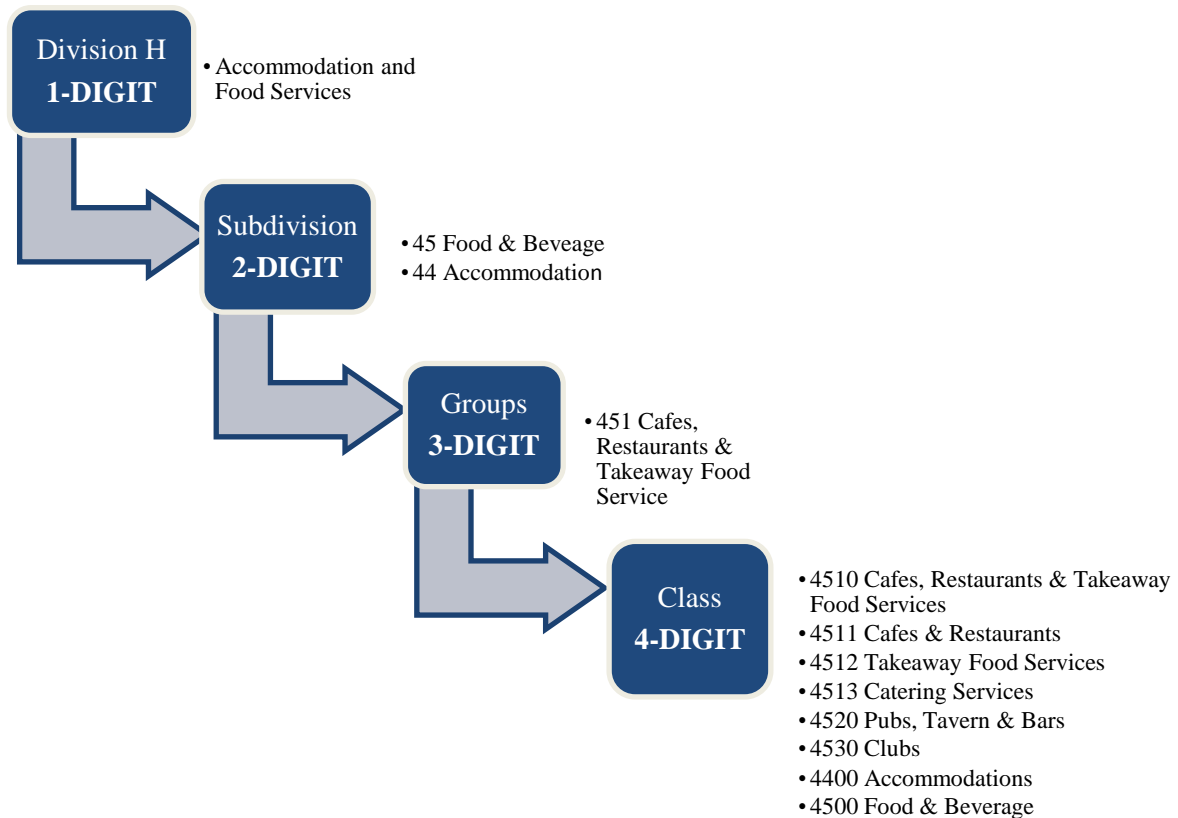 Division H
1-DIGIT
• Accommodation and
Food Services
Subdivision
2-DIGIT
• 45 Food & Beveage
• 44 Accommodation
Groups
3-DIGIT
• 451 Cafes,
Restaurants &
Takeaway Food
Service
Class
4-DIGIT
• 4510 Cafes, Restaurants & Takeaway
Food Services
• 4511 Cafes & Restaurants
• 4512 Takeaway Food Services
• 4513 Catering Services
• 4520 Pubs, Tavern & Bars
• 4530 Clubs
• 4400 Accommodations
• 4500 Food & Beverage